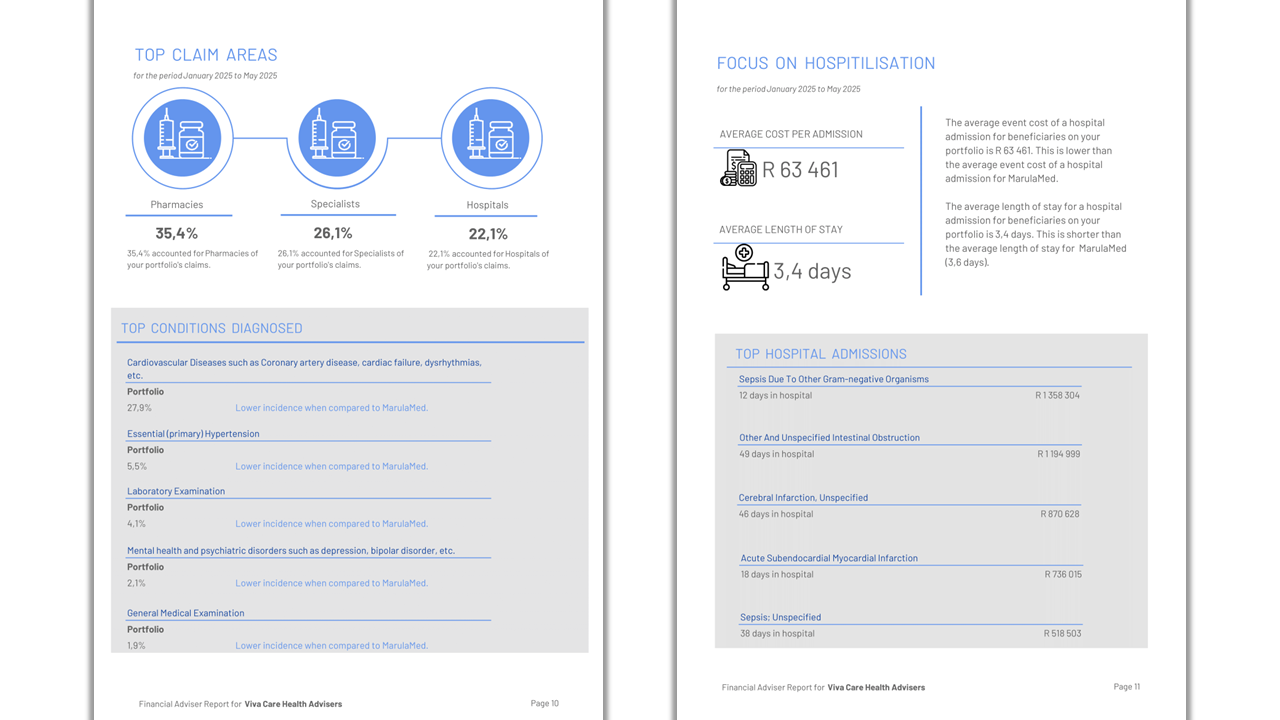 TOP CLAIM AREAS
for the period January 2025 to May 2025
Pharmacies
35,4%
35,4% accounted for Pharmacies of
your portfolio's claims.
Specialists
26,1%
26,1% accounted for Specialists of
your portfolio's claims.
Hospitals
22,1%
22,1% accounted for Hospitals of
your portfolio's claims.
TOP CONDITIONS DIAGNOSED
Cardiovascular Diseases such as Coronary artery disease, cardiac failure, dysrhythmias,
etc.
Portfolio
27,9% Lower incidence when compared to MarulaMed.
Essential (primary) Hypertension
Portfolio
5,5% Lower incidence when compared to MarulaMed.
Laboratory Examination
Portfolio
4,1% Lower incidence when compared to MarulaMed.
Mental health and psychiatric disorders such as depression, bipolar disorder, etc.
Portfolio
2,1% Lower incidence when compared to MarulaMed.
General Medical Examination
Portfolio
1,9% Lower incidence when compared to MarulaMed.
Financial Adviser Report for Viva Care Health Advisers Page 10
FOCUS ON HOSPITILISATION
for the period January 2025 to May 2025
AVERAGE COST PER ADMISSION
R 63 461
AVERAGE LENGTH OF STAY
3,4 days
The average event cost of a hospital
admission for beneficiaries on your
portfolio is R 63 461. This is lower than
the average event cost of a hospital
admission for MarulaMed.
The average length of stay for a hospital
admission for beneficiaries on your
portfolio is 3,4 days. This is shorter than
the average length of stay for MarulaMed
(3,6 days).
TOP HOSPITAL ADMISSIONS
Sepsis Due To Other Gram-negative Organisms
12 days in hospital R 1 358 304
Other And Unspecified Intestinal Obstruction
49 days in hospital R 1 194 999
Cerebral Infarction, Unspecified
46 days in hospital R 870 628
Acute Subendocardial Myocardial Infarction
18 days in hospital R 736 015
Sepsis: Unspecified
38 days in hospital R 518 503
Financial Adviser Report for Viva Care Health Advisers Page 11